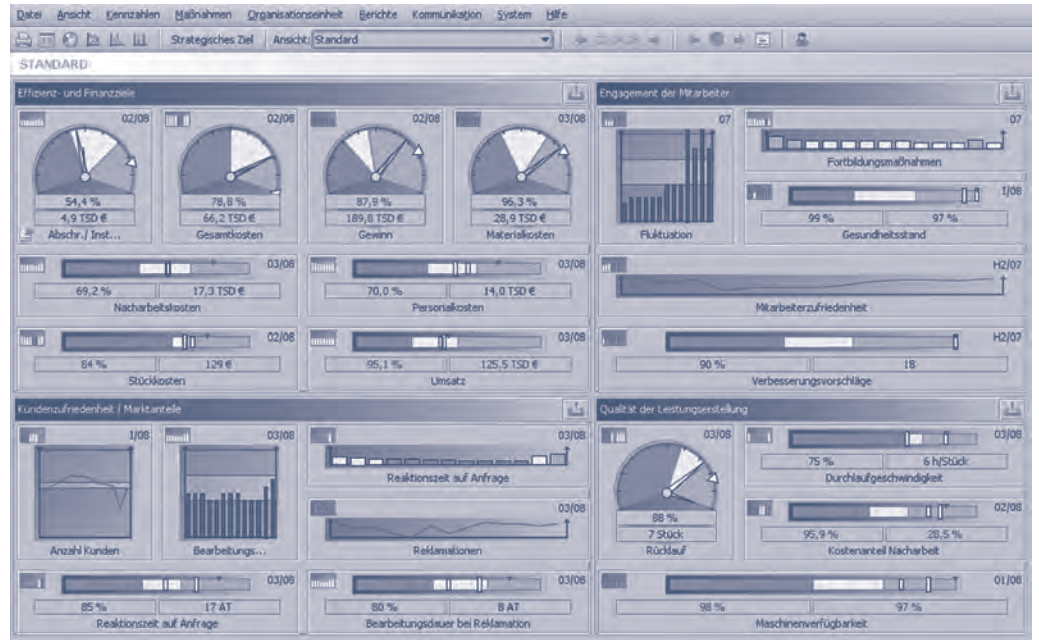 Datei Ansicht Kennzahlen Maßnahmen Organisationseinheit Berichte Kommunikation System Hilfe
Strategisches Ziel Ansicht: Standard
STANDARD
Effizienz- und Finanzziele
02/08 02/08 02/08 03/08
54,4 % 78,8 % 87,9 % 96,3 %
4,9 TSD € 66,2 TSD € 189,8 TSD € 28,9 TSD €
Abschr./ Inst... Gesamtkosten Gewinn Materialkosten
03/08 03/08
69,2 % 17,3 TSD € 70,0 % 14,0 TSD €
Nacharbeitskosten Personalkosten
02/08 03/08
84 % 129 € 95,1 % 125,5 TSD €
Stückkosten Umsatz
Engagement der Mitarbeiter
07 07
Fortbildungsmaßnahmen
1/08
99 % 97 %
Fluktuation Gesundheitsstand
H2/07
Mitarbeiterzufriedenheit
H2/07
90 % 18
Verbesserungsvorschläge
Kundenzufriedenheit / Marktanteile
1/08 03/08 03/08
Reaktionszeit auf Anfrage
03/08
Anzahl Kunden Bearbeitungs... Reklamationen
03/08 03/08
85 % 17 AT 80 % 8 AT
Reaktionszeit auf Anfrage Bearbeitungsdauer bei Reklamation
Qualität der Leistungserstellung
03/08 03/08
75 % 6 h/Stück
Durchlaufgeschwindigkeit
02/08
88 %
7 Stück 95,9 % 28,5 %
Rücklauf Kostenanteil Nacharbeit
01/08
98 % 97 %
Maschinenverfügbarkeit